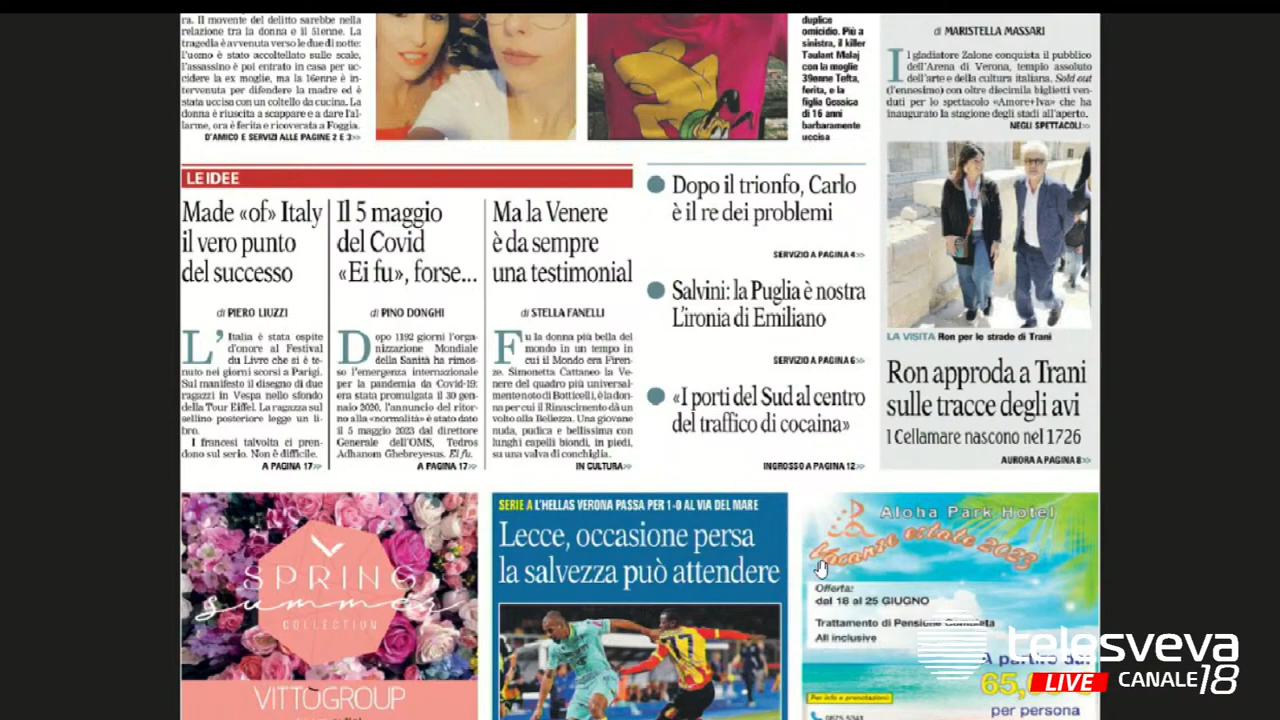 ra. Il movente del delitto sarebbe nella
relazione tra la donna e il 51enne. La
tragedia è avvenuta verso le due di notte:
l'uomo è stato accoltellato sulle scale,
l'assassino è poi entrato in casa per uc-
cidere la ex moglie, ma la 16enne è in-
tervenuta per difendere la madre ed è
stata uccisa con un coltello da cucina. La
donna è riuscita a scappare e a dare l'al-
larme, ora è ferita e ricoverata a Foggia.
D'AMICO E SERVIZI ALLE PAGINE 2 E 3>>
duplice
omicidio. Più a
sinistra, il killer
Taulant Malaj
con la moglie
39enne Tefta,
ferita, e la
figlia Gessica
di 16 anni
barbaramente
uccisa
di MARISTELLA MASSARI
Il gladiatore Zalone conquista il pubblico
dell'Arena di Verona, tempio assoluto
dell'arte e della cultura italiana. Sold out
(l'ennesimo) con oltre diecimila biglietti ven-
duti per lo spettacolo «Amore+Iva» che ha
inaugurato la stagione degli stadi all'aperto.
NEGLI SPETTACOLI>>
LE IDEE
Made «of» Italy
il vero punto
del successo
di PIERO LIUZZI
L'Italia è stata ospite
d'onore al Festival
du Livre che si è te-
nuto nei giorni scorsi a Parigi.
Sul manifesto il disegno di due
ragazzi in Vespa nello sfondo
della Tour Eiffel. La ragazza sul
sellino posteriore legge un li-
bro.
I francesi talvolta ci pren-
dono sul serio. Non è difficile.
A PAGINA 17>>
Il 5 maggio
del Covid
«Ei fu», forse...
di PINO DONGHI
Dopo 1192 giorni l'orga-
nizzazione Mondiale
della Sanità ha rimos-
so l'emergenza internazionale
per la pandemia da Covid-19:
era stata promulgata il 30 gen-
naio 2020, l'annuncio del ritor-
no alla «normalità» è stato dato
il 5 maggio 2023 dal direttore
Generale dell'OMS, Tedros
Adhanom Ghebreyesus. Ei fu.
A PAGINA 17>>
Ma la Venere
è da sempre
una testimonial
di STELLA FANELLI
Fu la donna più bella del
mondo in un tempo in
cui il Mondo era Firen-
ze. Simonetta Cattaneo la Ve-
nere del quadro più universal-
mente noto di Botticelli, è la don-
na per cui il Rinascimento dà un
volto alla Bellezza. Una giovane
nuda, pudica e bellissima con
lunghi capelli biondi, in piedi,
su una valva di conchiglia.
IN CULTURA>>
Dopo il trionfo, Carlo
è il re dei problemi
SERVIZIO A PAGINA 4>>
Salvini: la Puglia è nostra
L'ironia di Emiliano
SERVIZIO A PAGINA 6>>
«I porti del Sud al centro
del traffico di cocaina»
INGROSSO A PAGINA 12>>
LA VISITA Ron per le strade di Trani
Ron approda a Trani
sulle tracce degli avi
I Cellamare nascono nel 1726
AURORA A PAGINA 8>>
SPRING
summer
COLLECTION
VITTOGROUP
SERIE A L'HELLAS VERONA PASSA PER 1-0 AL VIA DEL MARE
Lecce, occasione persa
la salvezza può attendere
77
Aloha Park Hotel
Vacanze estate 2023
Offerta:
dal 18 al 25 GIUGNO
Trattamento di Pensione Completa
All inclusive
A partire da:
65,
per persona
Per info e prenotazioni:
0875 5341
telesveva
LIVE CANALE 18